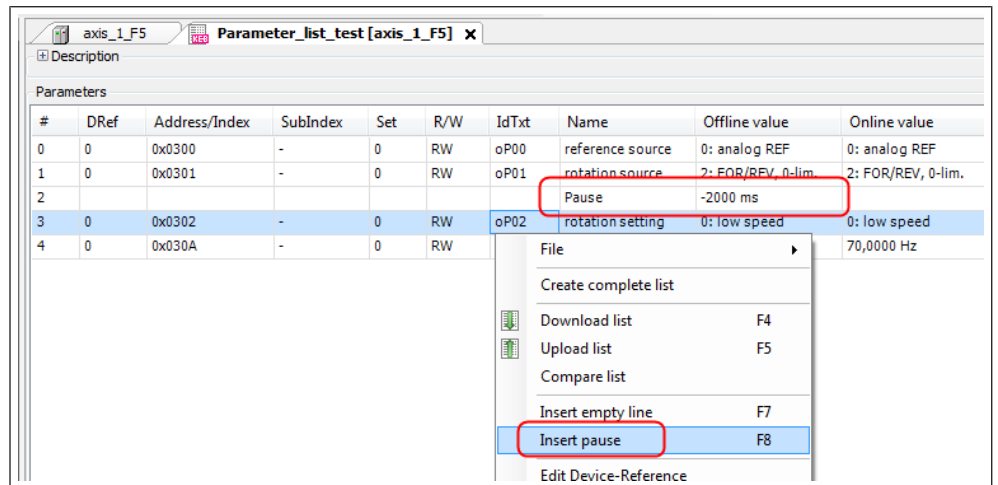 axis_1_F5 Parameter_list_test [axis_1_F5] x
Description
Parameters
# DRef Address/Index SubIndex Set R/W IdTxt Name Offline value Online value
0 0 0x0300 - 0 RW oP00 reference source 0: analog REF 0: analog REF
1 0 0x0301 - 0 RW oP01 rotation source 2: FOR/REV, 0-lim. 2: FOR/REV, 0-lim.
2 Pause -2000 ms
3 0 0x0302 - 0 RW oP02 rotation setting 0: low speed 0: low speed
4 0 0x030A - 0 RW 70,0000 Hz
File
Create complete list
Download list F4
Upload list F5
Compare list
Insert empty line F7
Insert pause F8
Edit Device-Reference